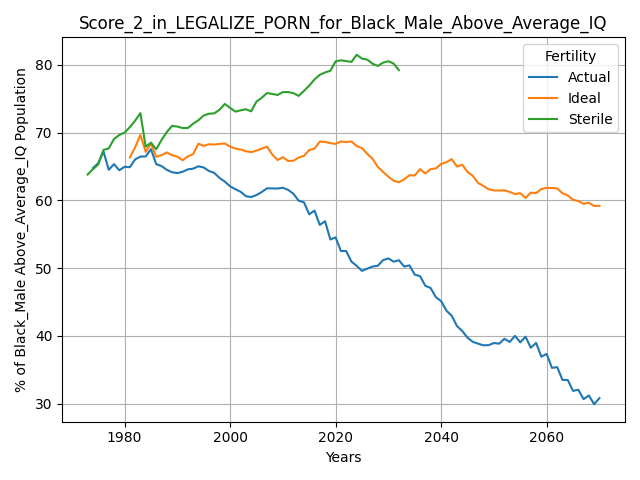 Score_2_in_LEGALIZE_PORN_for_Black_Male_Above_Average_IQ
% of Black_Male Above_Average_IQ Population
80
70
60
50
40
30
Fertility
Actual
Ideal
Sterile
1980 2000 2020 2040 2060
Years